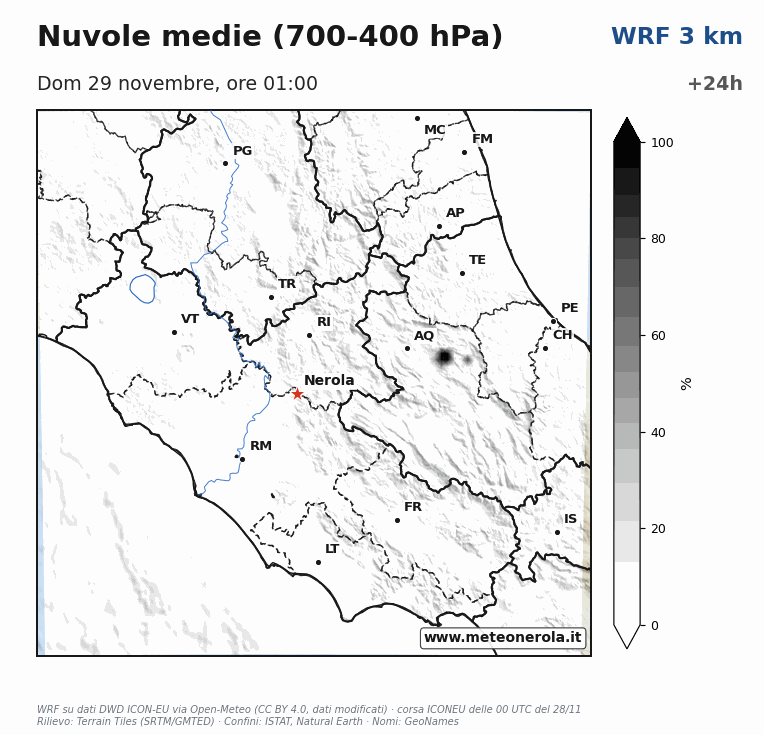 Nuvole medie (700-400 hPa)
WRF 3 km
Dom 29 novembre, ore 01:00
+24h
MC
FM
PG
AP
TE
TR
PE
VT
RI
AQ
CH
Nerola
RM
FR
IS
LT
www.meteonerola.it
100
80
60
40
20
0
%
WRF su dati DWD ICON-EU via Open-Meteo (CC BY 4.0, dati modificati) · corsa ICONEU delle 00 UTC del 28/11
Rilievo: Terrain Tiles (SRTM/GMTED) · Confini: ISTAT, Natural Earth · Nomi: GeoNames